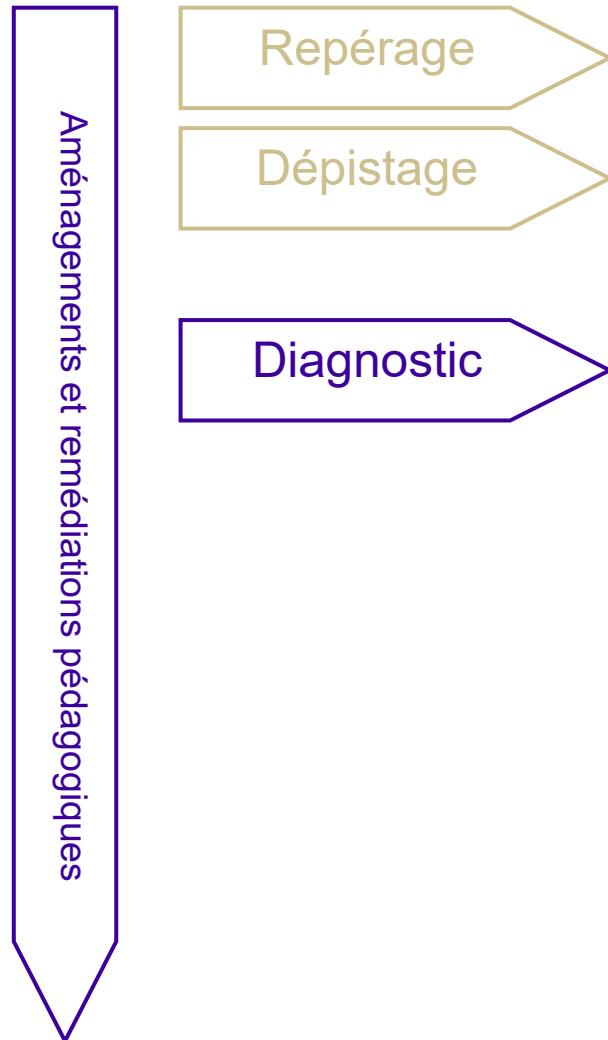 Repérage
Dépistage
Diagnostic
Aménagements et remédiations pédagogiques